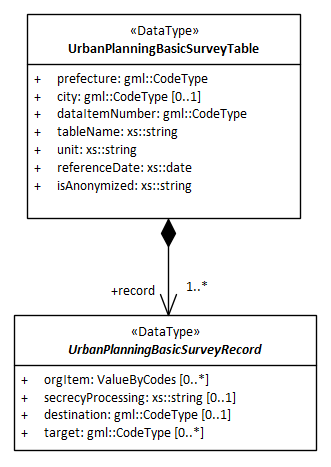 «DataType»
UrbanPlanningBasicSurveyTable
+ prefecture: gml::CodeType
+ city: gml::CodeType [0..1]
+ dataItemNumber: gml::CodeType
+ tableName: xs::string
+ unit: xs::string
+ referenceDate: xs::date
+ isAnonymized: xs::string
+record 1..*
«DataType»
UrbanPlanningBasicSurveyRecord
+ orgItem: ValueByCodes [0..*]
+ secrecyProcessing: xs::string [0..1]
+ destination: gml::CodeType [0..1]
+ target: gml::CodeType [0..*]